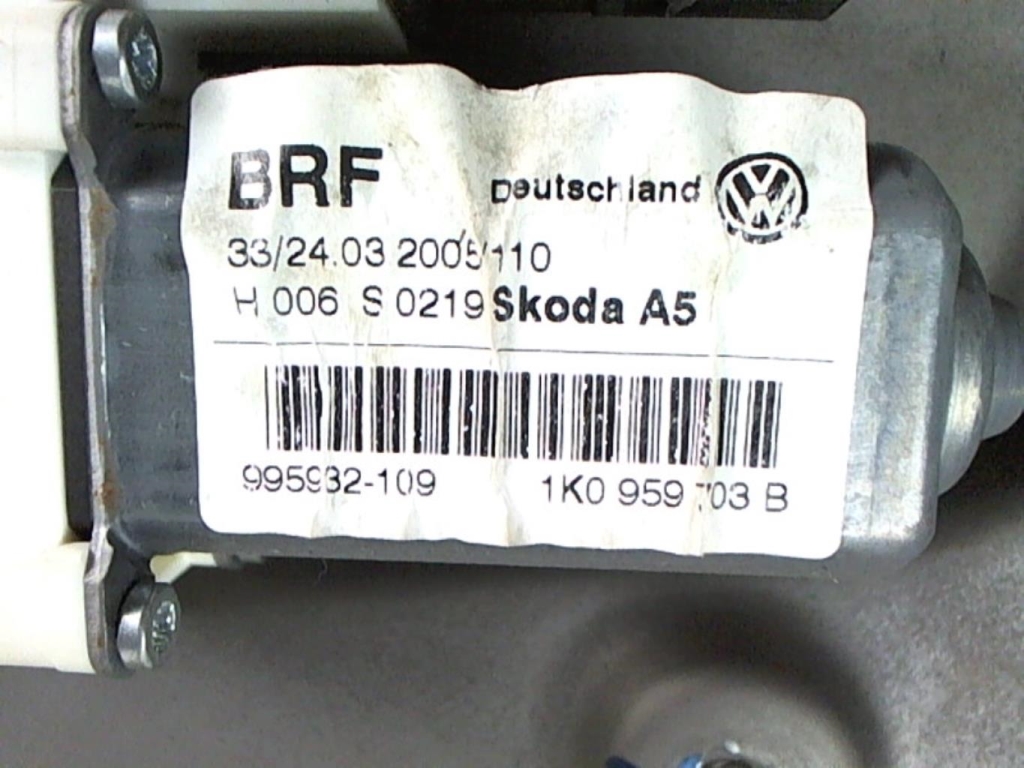 BRF Deutschland
33/24.03 2005/110
H 006 S 0219 Skoda A5
995932-109 1K0 959 703 B